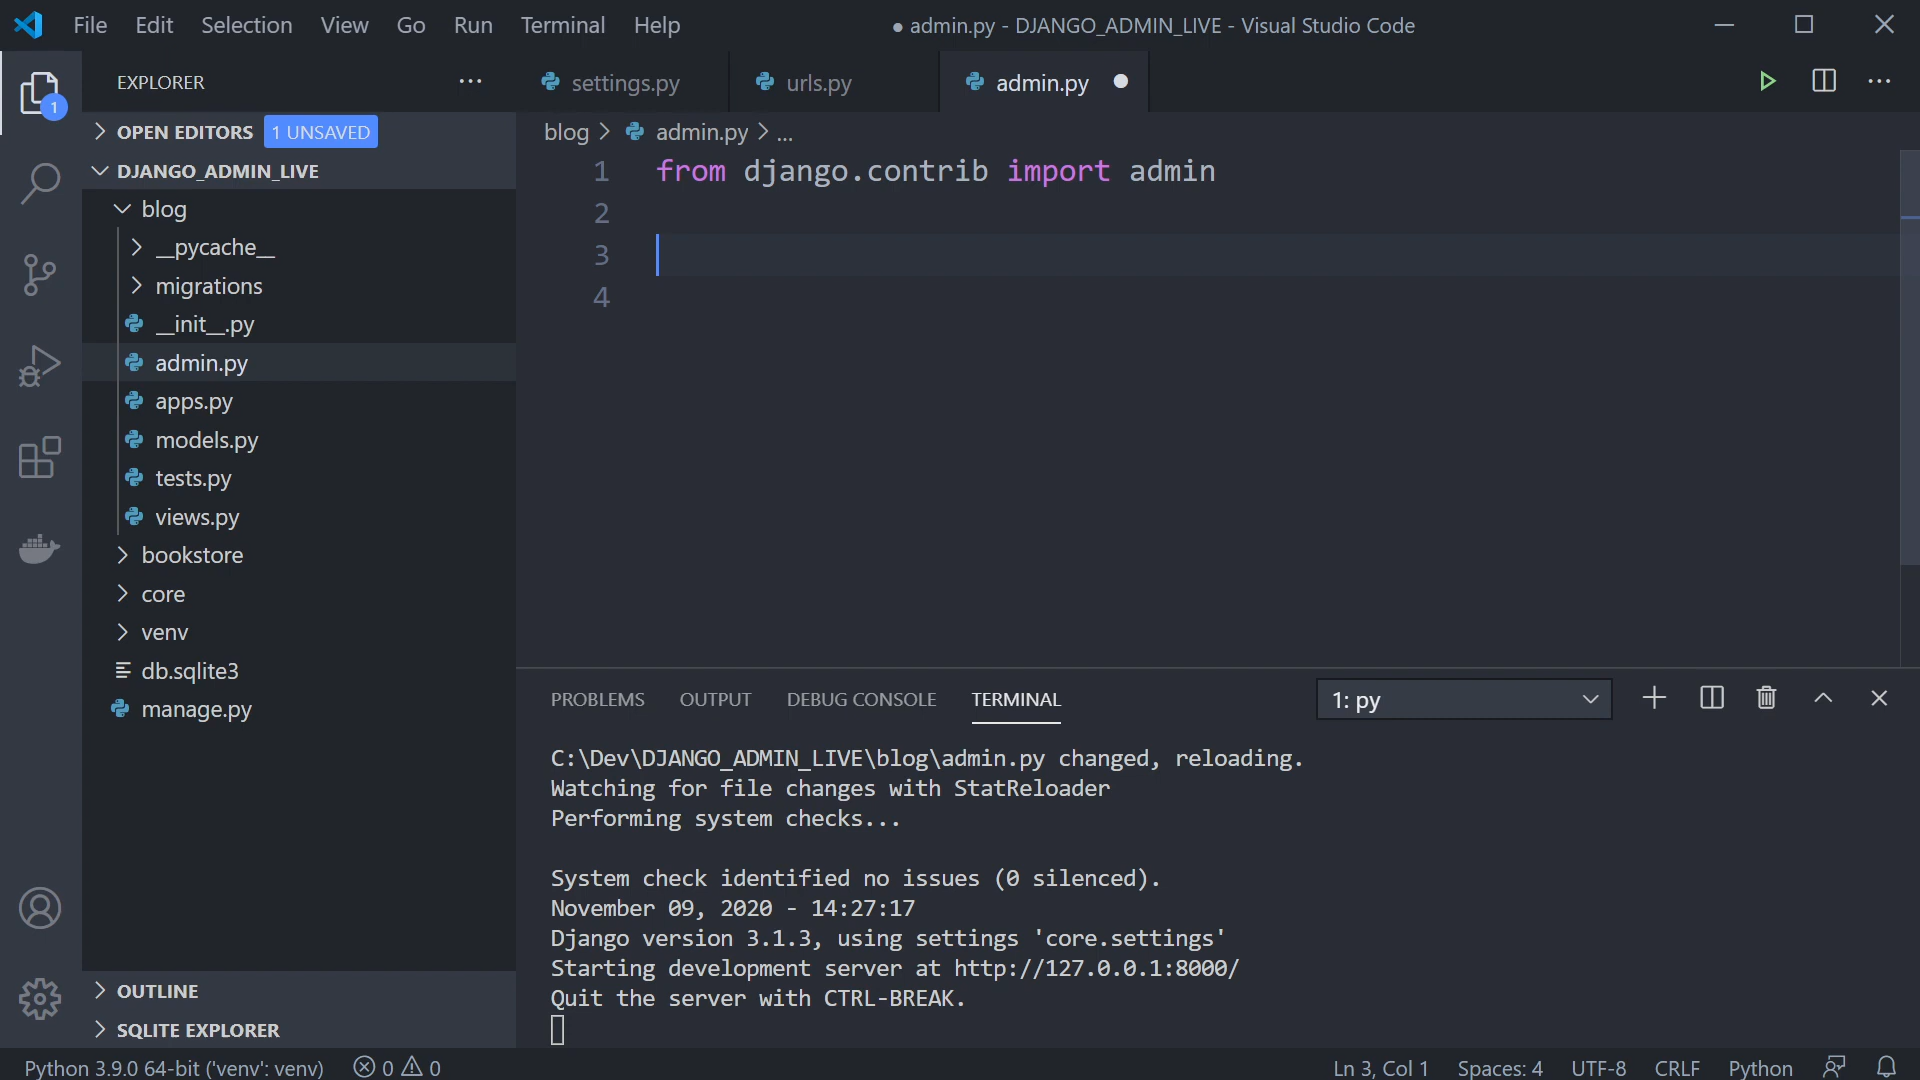 File Edit Selection View Go Run Terminal Help
● admin.py - DJANGO_ADMIN_LIVE - Visual Studio Code
EXPLORER
settings.py
urls.py
admin.py
1
OPEN EDITORS 1 UNSAVED
DJANGO_ADMIN_LIVE
blog
__pycache__
migrations
__init__.py
admin.py
apps.py
models.py
tests.py
views.py
bookstore
core
venv
db.sqlite3
manage.py
OUTLINE
SQLITE EXPLORER
blog > admin.py > ...
1 from django.contrib import admin
2
3
4
PROBLEMS OUTPUT DEBUG CONSOLE TERMINAL
1: py
C:\Dev\DJANGO_ADMIN_LIVE\blog\admin.py changed, reloading.
Watching for file changes with StatReloader
Performing system checks...
System check identified no issues (0 silenced).
November 09, 2020 - 14:27:17
Django version 3.1.3, using settings 'core.settings'
Starting development server at http://127.0.0.1:8000/
Quit the server with CTRL-BREAK.
Python 3.9.0 64-bit ('venv': venv) 0 0
Ln 3, Col 1 Spaces: 4 UTF-8 CRLF Python